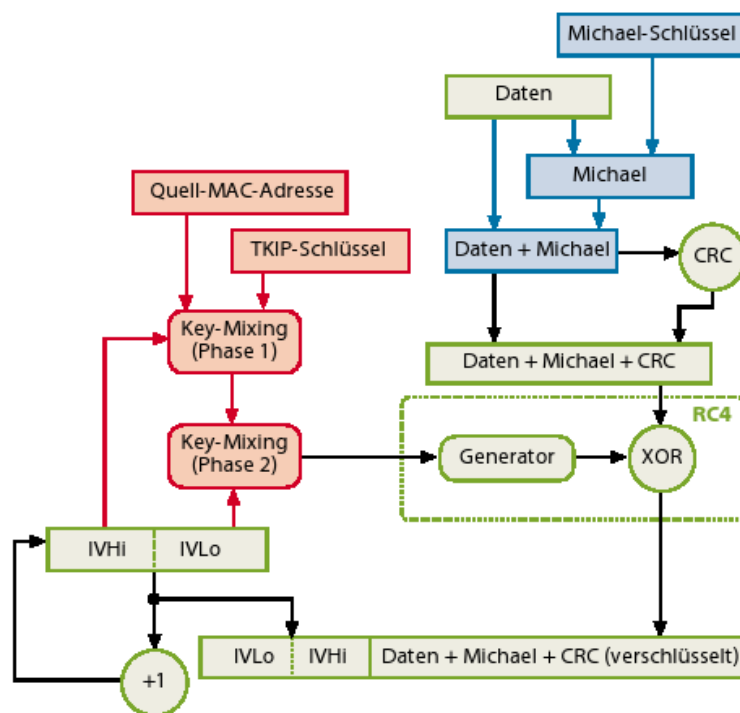 Michael-Schlüssel
Daten
Michael
Quell-MAC-Adresse
TKIP-Schlüssel
Daten + Michael
CRC
Key-Mixing
(Phase 1)
Daten + Michael + CRC
RC4
Key-Mixing
(Phase 2)
Generator
XOR
IVHi
IVLo
+1
IVLo
IVHi
Daten + Michael + CRC (verschlüsselt)